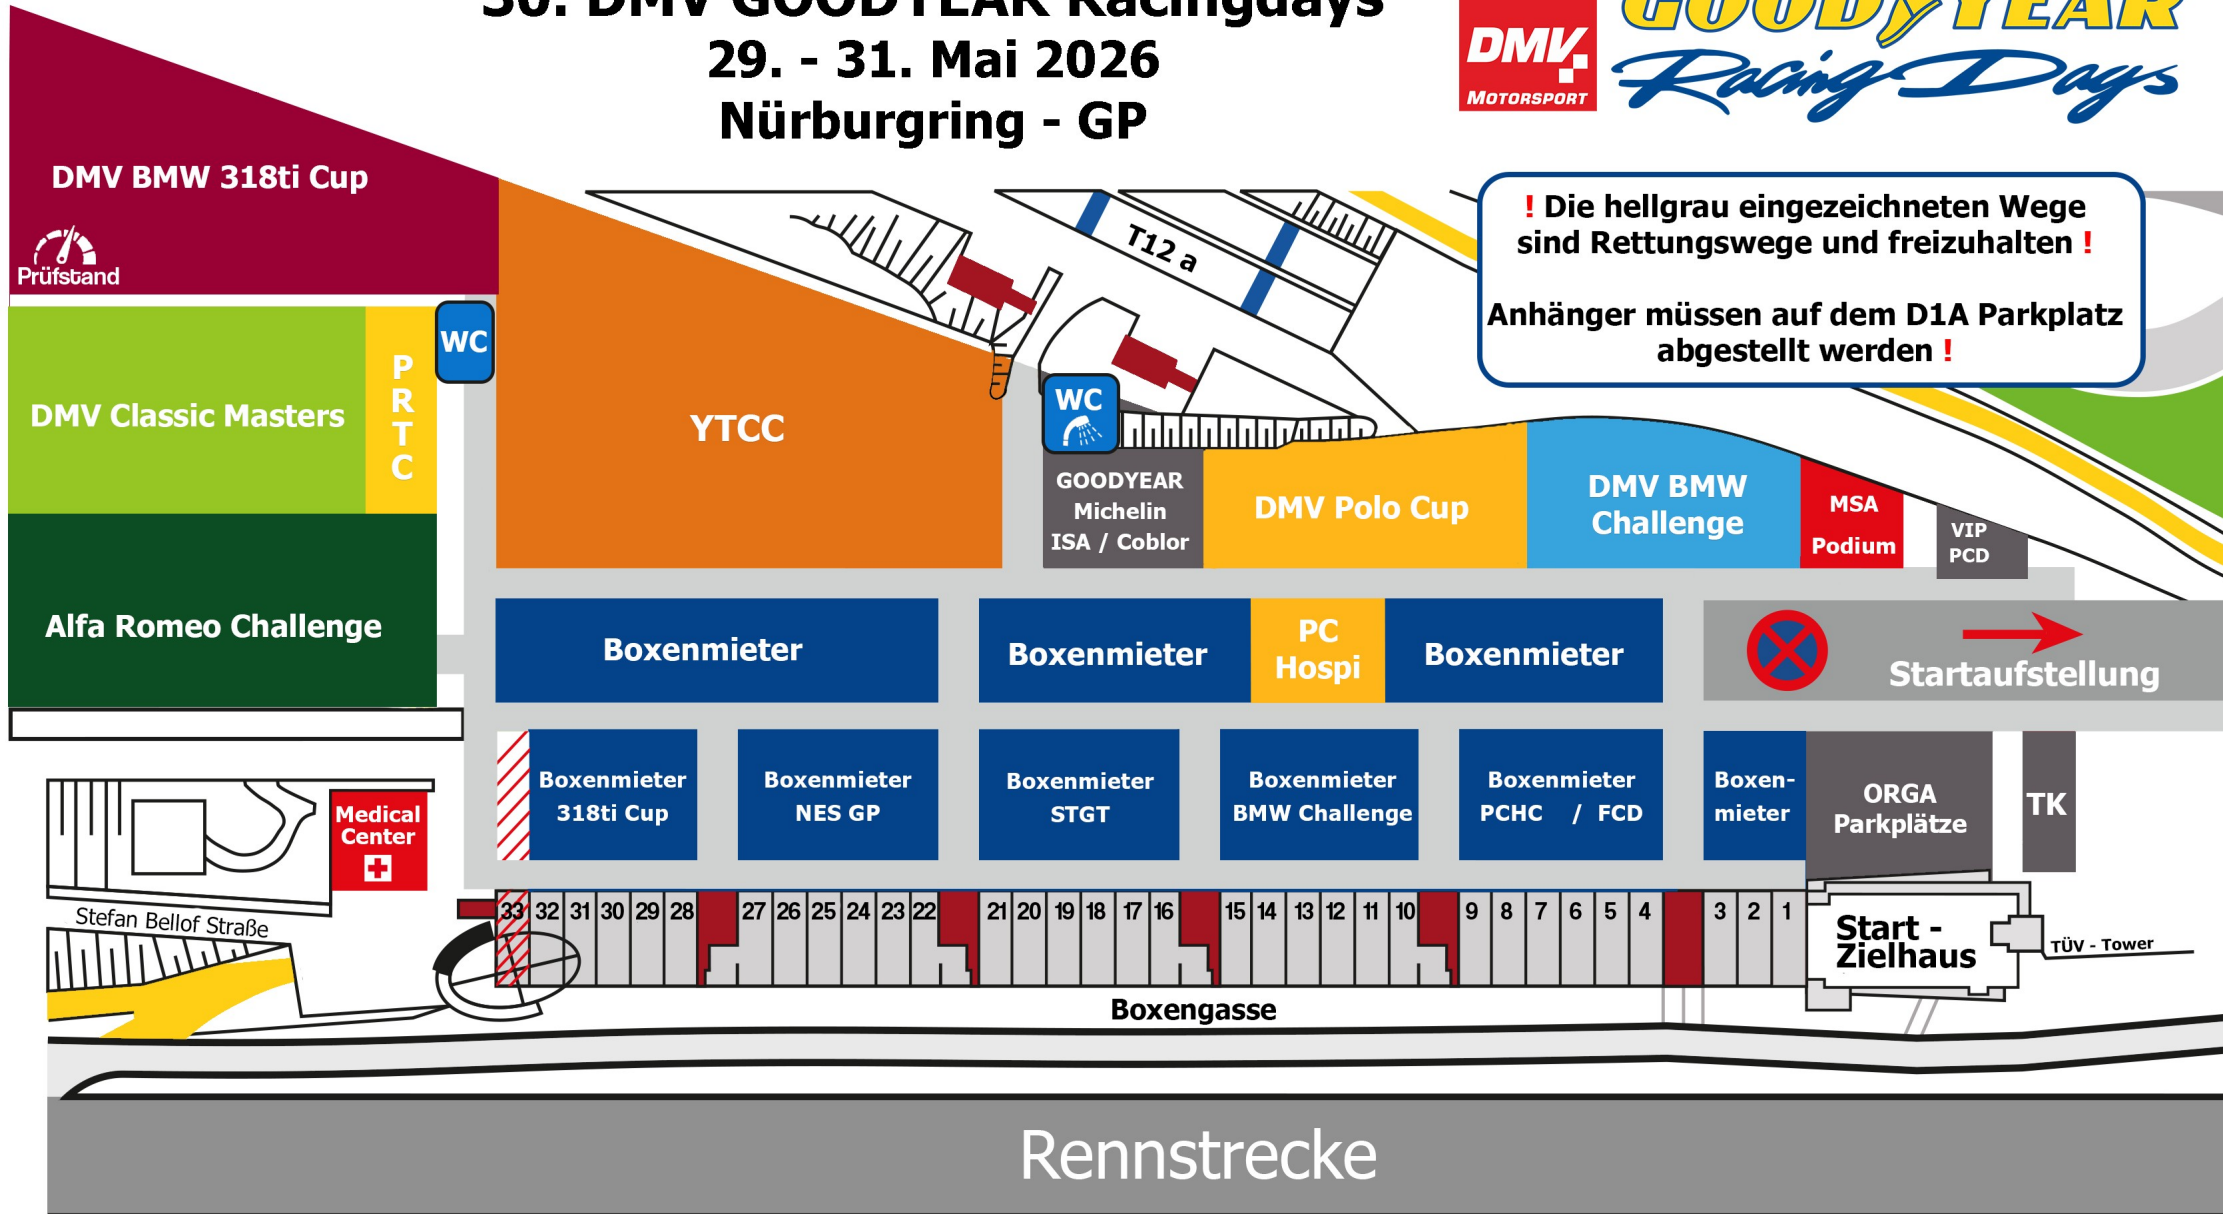 30. DMV GOODYEAR Racingdays
29. - 31. Mai 2026
Nürburgring - GP
DMV
MOTORSPORT
GOODYEAR
Racing Days
! Die hellgrau eingezeichneten Wege
sind Rettungswege und freizuhalten !
Anhänger müssen auf dem D1A Parkplatz
abgestellt werden !
DMV BMW 318ti Cup
Prüfstand
T12 a
WC
DMV Classic Masters
P
R
T
C
YTCC
WC
GOODYEAR
Michelin
ISA / Coblor
DMV Polo Cup
DMV BMW
Challenge
MSA
Podium
VIP
PCD
Alfa Romeo Challenge
Boxenmieter
Boxenmieter
PC
Hospi
Boxenmieter
Startaufstellung
Boxenmieter
318ti Cup
Boxenmieter
NES GP
Boxenmieter
STGT
Boxenmieter
BMW Challenge
Boxenmieter
PCHC / FCD
Boxen-
mieter
ORGA
Parkplätze
TK
Medical
Center
Stefan Bellof Straße
33 32 31 30 29 28 27 26 25 24 23 22 21 20 19 18 17 16 15 14 13 12 11 10 9 8 7 6 5 4 3 2 1
Start -
Zielhaus
TÜV - Tower
Boxengasse
Rennstrecke